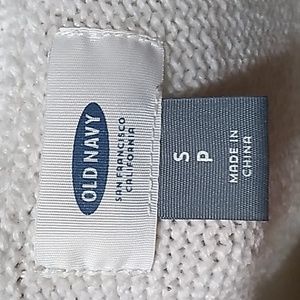 OLD NAVY
SAN FRANCISCO
CALIFORNIA
S
P
MADE IN
CHINA